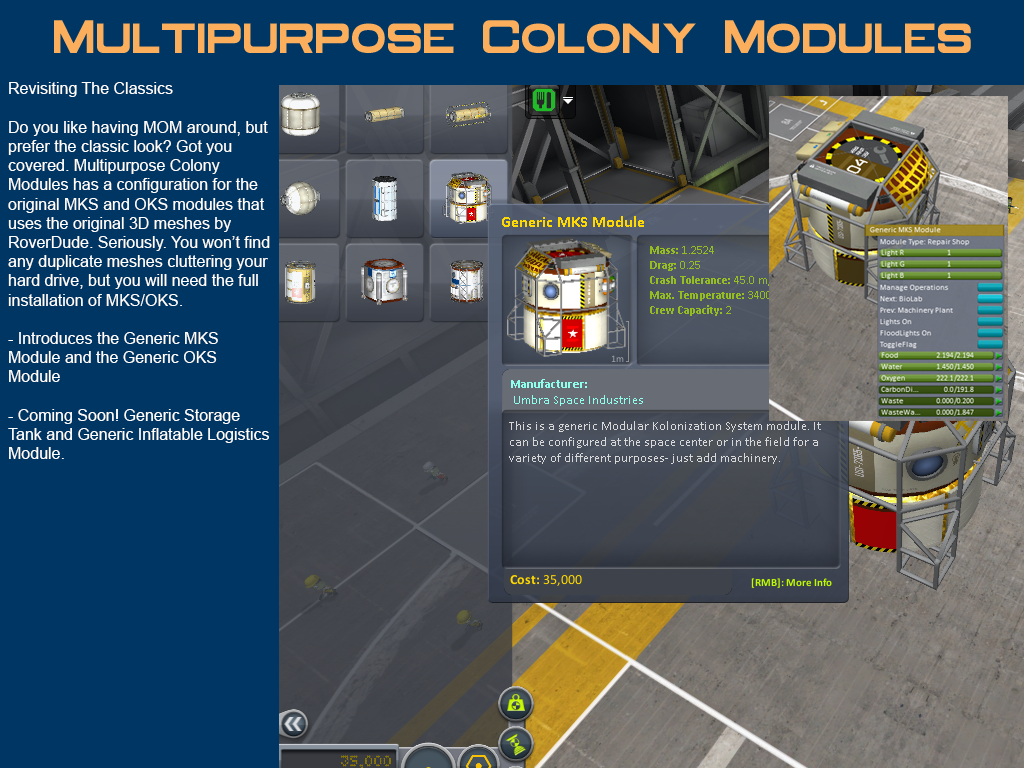 MULTIPURPOSE COLONY MODULES
Revisiting The Classics
Do you like having MOM around, but
prefer the classic look? Got you
covered. Multipurpose Colony
Modules has a configuration for the
original MKS and OKS modules that
uses the original 3D meshes by
RoverDude. Seriously. You won't find
any duplicate meshes cluttering your
hard drive, but you will need the full
installation of MKS/OKS.
- Introduces the Generic MKS
Module and the Generic OKS
Module
- Coming Soon! Generic Storage
Tank and Generic Inflatable Logistics
Module.
Generic MKS Module
Mass: 1.2524
Drag: 0.25
Crash Tolerance: 45.0 m
Max. Temperature: 3400
Crew Capacity: 2
1m
Manufacturer:
Umbra Space Industries
This is a generic Modular Kolonization System module. It
can be configured at the space center or in the field for a
variety of different purposes- just add machinery.
Cost: 35,000
[RMB]: More Info
04
Generic MKS Module
Module Type: Repair Shop
Light R 1
Light G 1
Light B 1
Manage Operations
Next: BioLab
Prev: Machinery Plant
Lights On
FloodLights On
ToggleFlag
Food 2.194/2.194
Water 1.450/1.450
Oxygen 222.1/222.1
CarbonDi... 0.0/191.8
Waste 0.000/0.200
WasteWa... 0.000/1.847
35,000